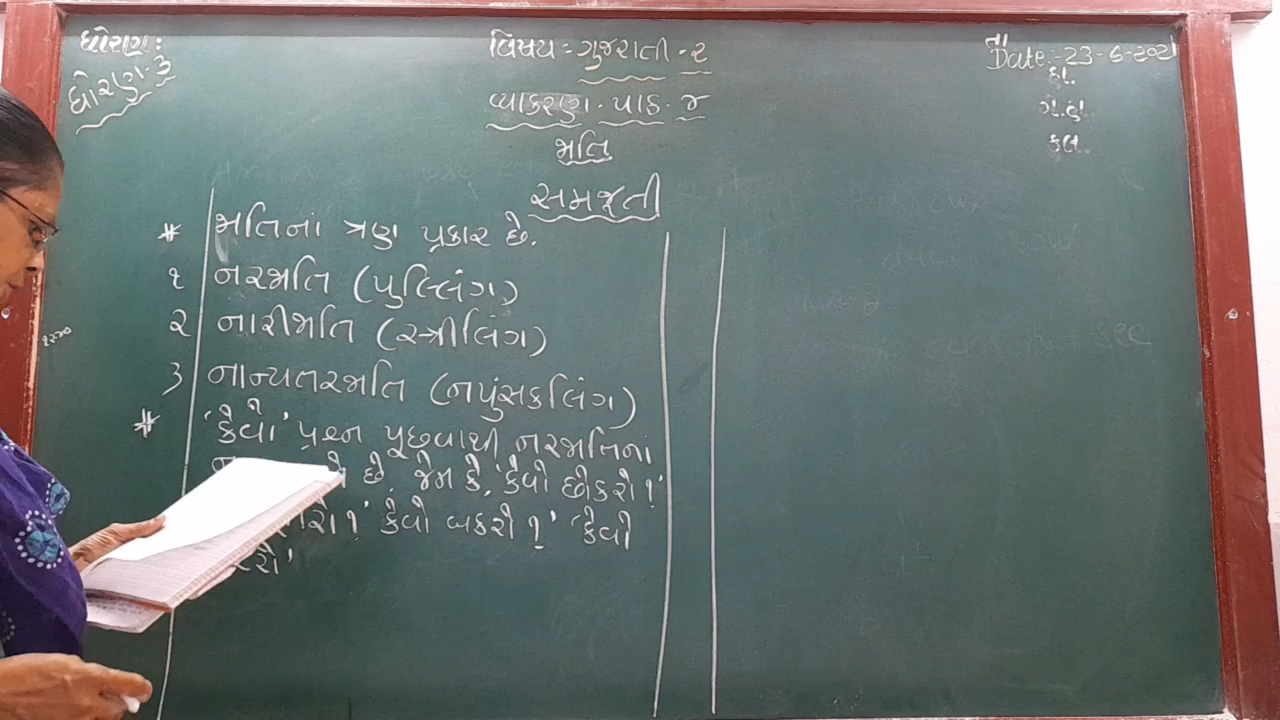 ધોરણ:
ધોરણ-૩
વિષય:- ગુજરાતી - ૨
તા
Date:-23-6-2021
હા.
ગે.હા
કુલ
વ્યાકરણ. પાઠ. ૪
જાતિ
સમજૂતી
* જાતિનાં ત્રણ પ્રકાર છે.
૧ નરજાતિ (પુલ્લિંગ)
૨ નારીજાતિ (સ્ત્રીલિંગ)
૩ નાન્યતરજાતિ (નપુંસકલિંગ)
* 'કેવો' પ્રશ્ન પૂછવાથી નરજાતિનાં
છે. જેમ કે, 'કેવો છોકરો?'
'કેવો બકરો?' 'કેવો